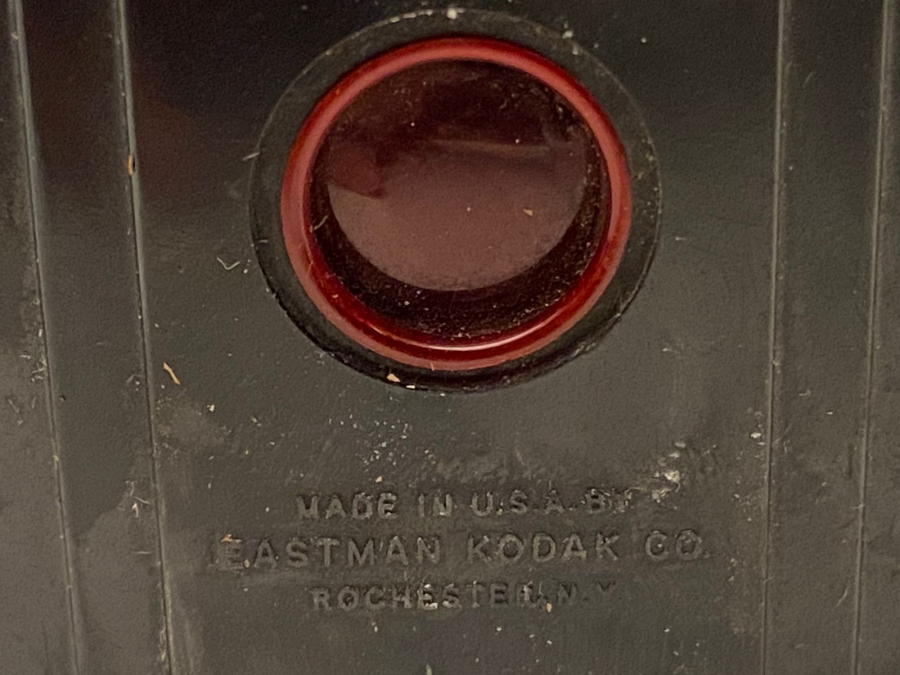 MADE IN U.S.A. BY
EASTMAN KODAK CO.
ROCHESTER, N.Y.